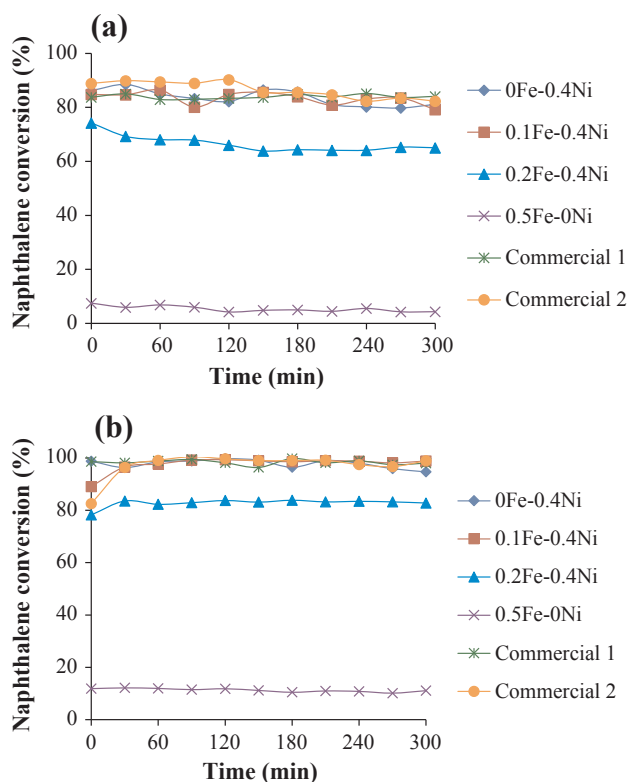 (a)
Naphthalene conversion (%)
100
80
60
40
20
0
0 60 120 180 240 300
Time (min)
0Fe-0.4Ni
0.1Fe-0.4Ni
0.2Fe-0.4Ni
0.5Fe-0Ni
Commercial 1
Commercial 2
(b)
Naphthalene conversion (%)
100
80
60
40
20
0
0 60 120 180 240 300
Time (min)
0Fe-0.4Ni
0.1Fe-0.4Ni
0.2Fe-0.4Ni
0.5Fe-0Ni
Commercial 1
Commercial 2